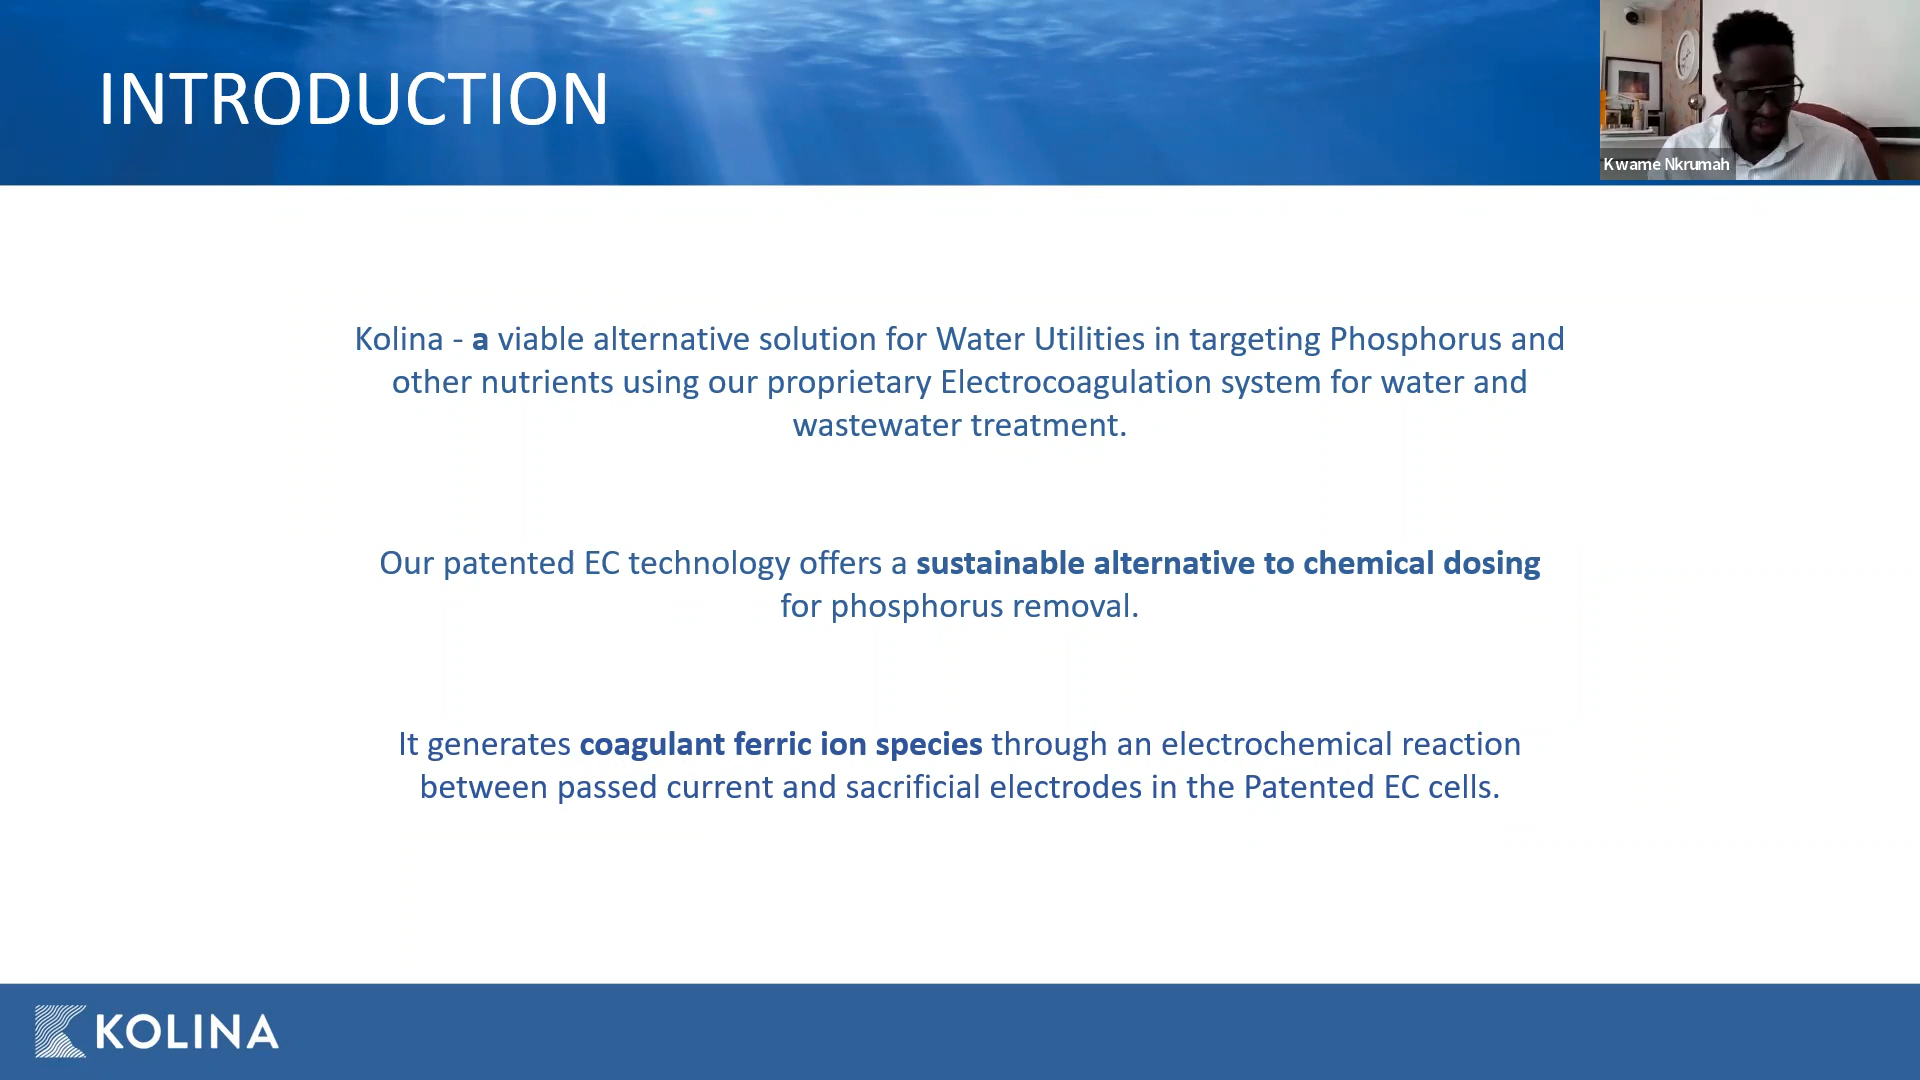 INTRODUCTION
Kwame Nkrumah
Kolina - a viable alternative solution for Water Utilities in targeting Phosphorus and
other nutrients using our proprietary Electrocoagulation system for water and
wastewater treatment.
Our patented EC technology offers a sustainable alternative to chemical dosing
for phosphorus removal.
It generates coagulant ferric ion species through an electrochemical reaction
between passed current and sacrificial electrodes in the Patented EC cells.
KOLINA